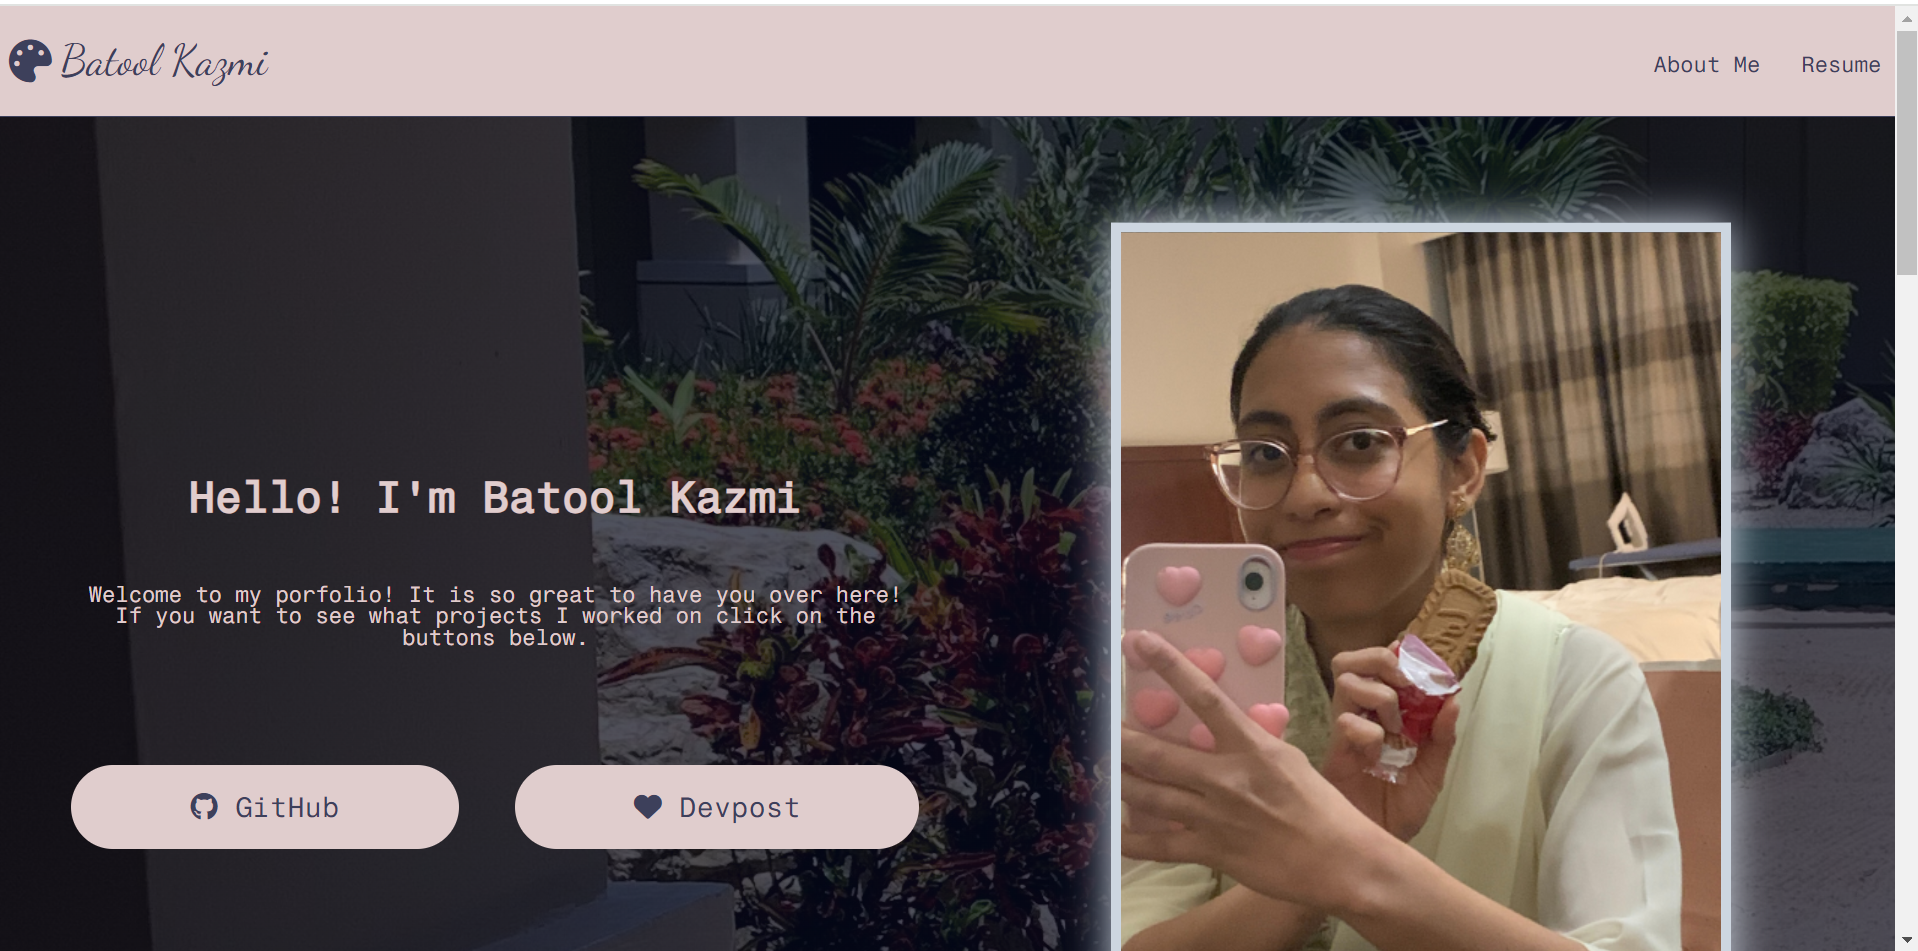 Batool Kazmi
About Me
Resume
Hello! I'm Batool Kazmi
Welcome to my porfolio! It is so great to have you over here!
If you want to see what projects I worked on click on the
buttons below.
GitHub
Devpost